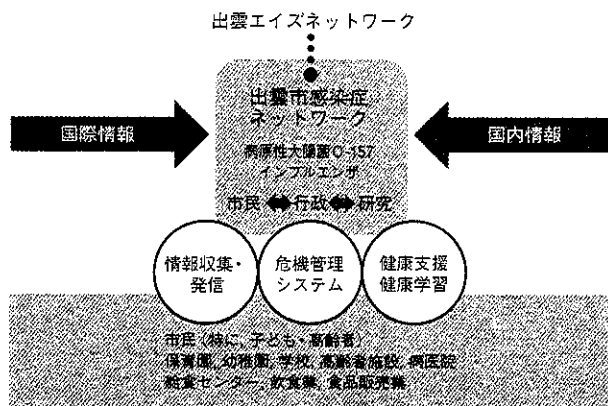 出雲エイズネットワーク
出雲市感染症
ネットワーク
国際情報
国内情報
病原性大腸菌O-157
インフルエンザ
市民 行政 研究
情報収集・
発信
危機管理
システム
健康支援
健康学習
市民(特に,子ども・高齢者)
保育園,幼稚園,学校,高齢者施設,病医院
給食センター,飲食業,食品販売業